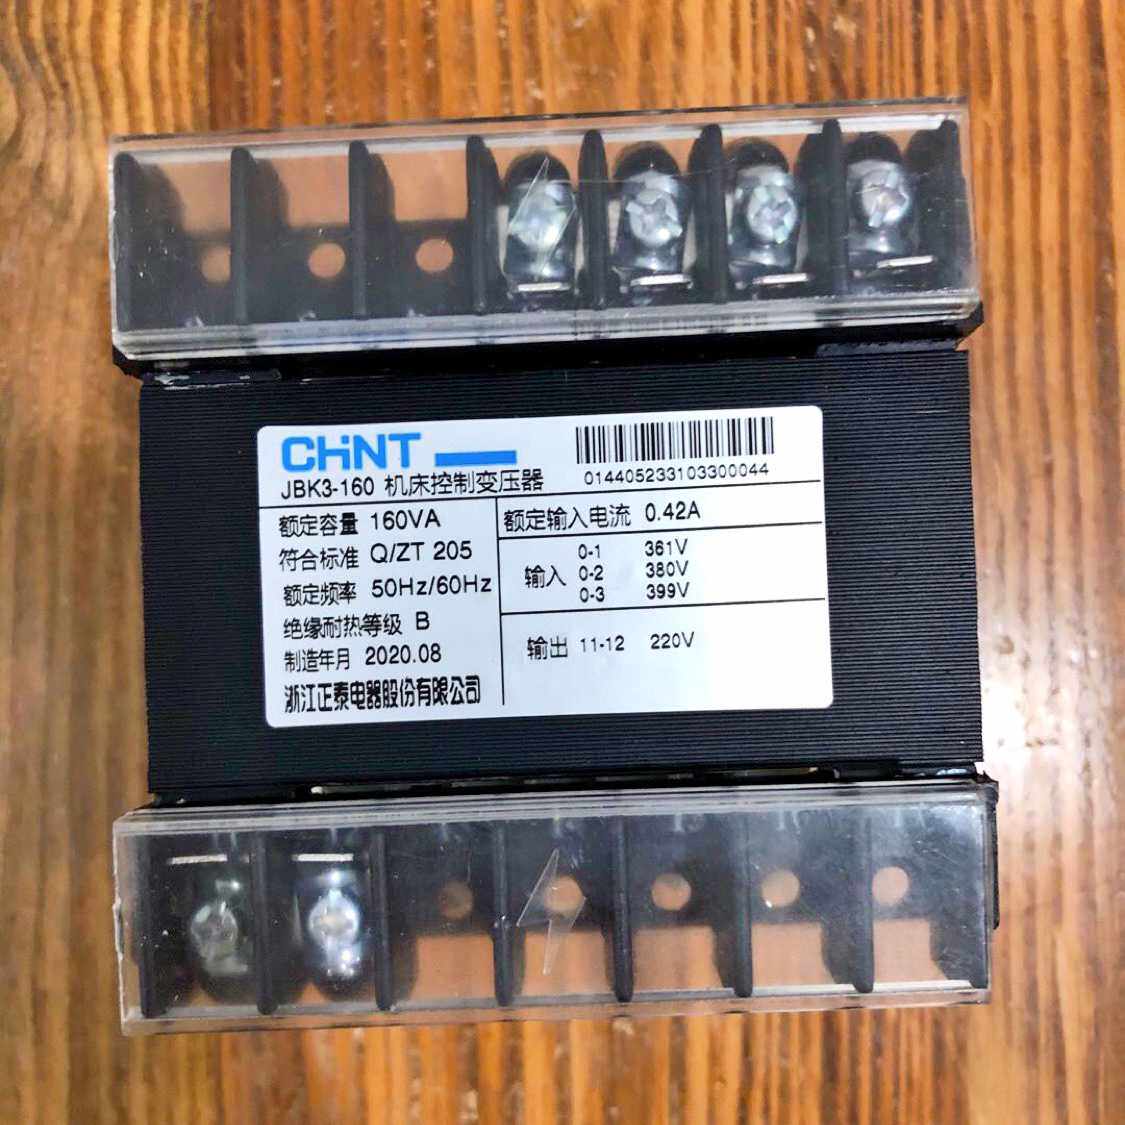 CHiNT
JBK3-160 机床控制变压器
014405233103300044
额定容量 160VA
符合标准 Q/ZT 205
额定频率 50Hz/60Hz
绝缘耐热等级 B
制造年月 2020.08
浙江正泰电器股份有限公司
额定输入电流 0.42A
输入
0-1 361V
0-2 380V
0-3 399V
输出 11-12 220V